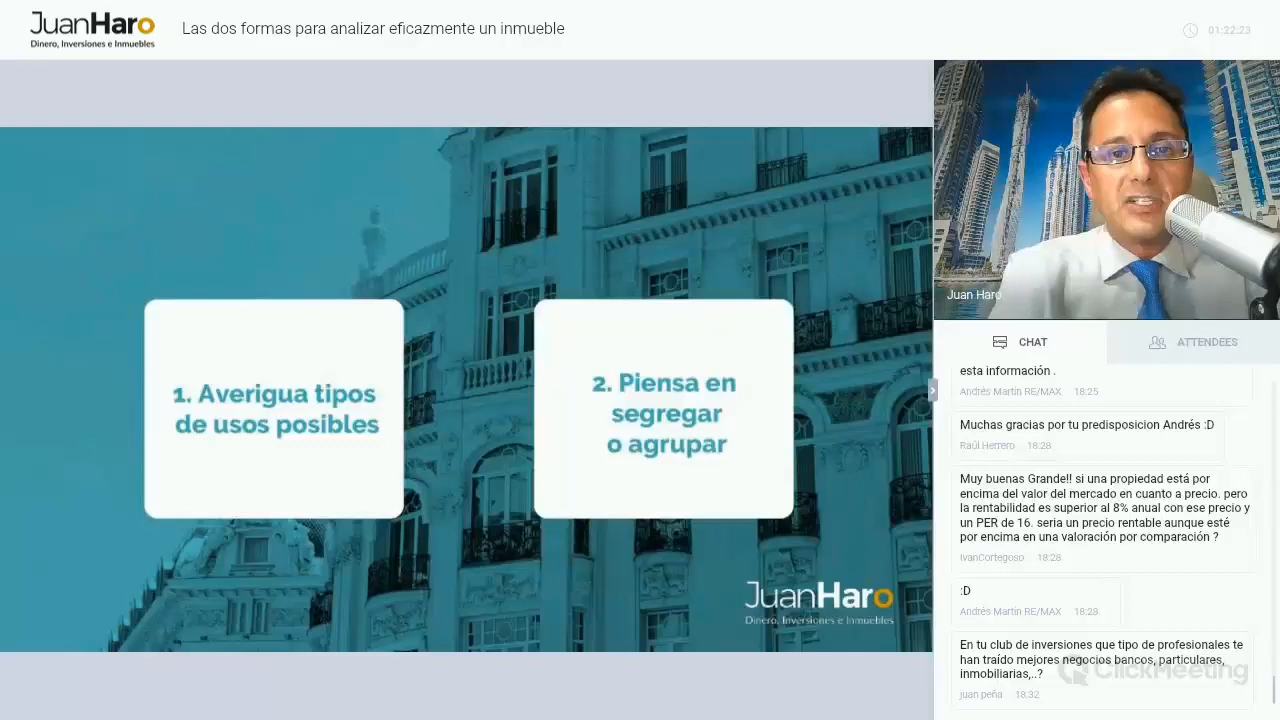 JuanHaro
Dinero, Inversiones e Inmuebles
Las dos formas para analizar eficazmente un inmueble
01:22:23
1. Averigua tipos
de usos posibles
2. Piensa en
segregar
o agrupar
JuanHaro
Dinero, Inversiones e Inmuebles
Juan Haro
CHAT
ATTENDEES
esta información .
Andrés Martín RE/MAX 18:25
Muchas gracias por tu predisposicion Andrés :D
Raúl Herrero 18:28
Muy buenas Grande!! si una propiedad está por
encima del valor del mercado en cuanto a precio. pero
la rentabilidad es superior al 8% anual con ese precio y
un PER de 16. seria un precio rentable aunque esté
por encima en una valoración por comparación ?
IvanCortegoso 18:28
:D
Andrés Martín RE/MAX 18:28
En tu club de inversiones que tipo de profesionales te
han traído mejores negocios bancos, particulares,
inmobiliarias,..?
juan peña 18:32
ClickMeeting